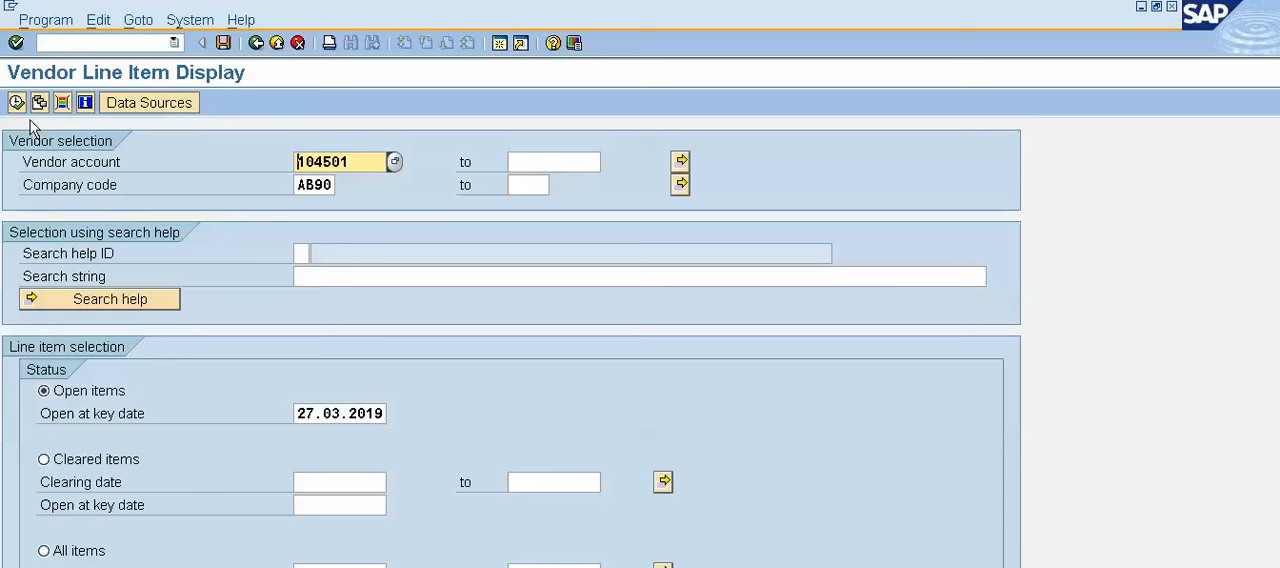 Program Edit Goto System Help
SAP
Vendor Line Item Display
Data Sources
Vendor selection
Vendor account 104501 to
Company code AB90 to
Selection using search help
Search help ID
Search string
Search help
Line item selection
Status
Open items
Open at key date 27.03.2019
Cleared items
Clearing date to
Open at key date
All items